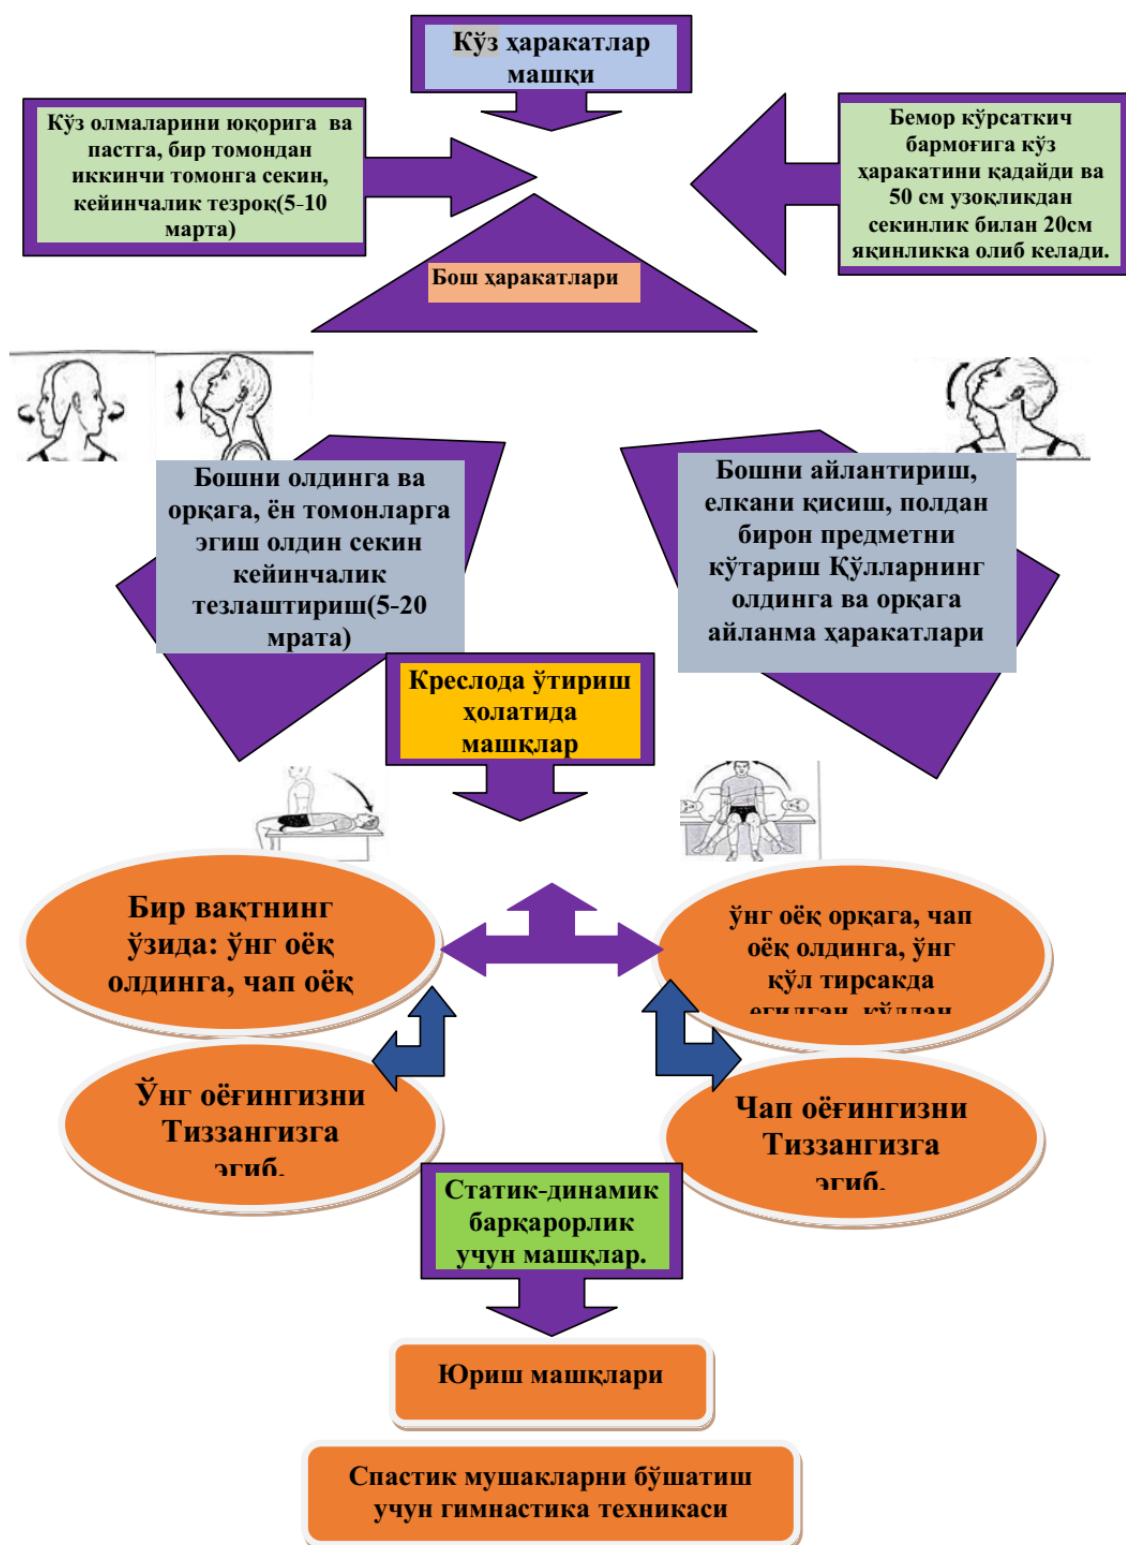 Кўз ҳаракатлар
машқи
Кўз олмаларини юқорига ва
пастга, бир томондан
иккинчи томонга секин,
кейинчалик тезроқ(5-10
марта)
Бемор кўрсаткич
бармоғига кўз
ҳаракатини қадайди ва
50 см узоқликдан
секинлик билан 20см
яқинликка олиб келади.
Бош ҳаракатлари
Бошни олдинга ва
орқага, ён томонларга
эгиш олдин секин
кейинчалик
тезлаштириш(5-20
мрата)
Бошни айлантириш,
елкани қисиш, полдан
бирон предметни
кўтариш Қўлларнинг
олдинга ва орқага
айланма ҳаракатлари
Креслода ўтириш
ҳолатида
машқлар
Бир вақтнинг
ўзида: ўнг оёқ
олдинга, чап оёқ
ўнг оёқ орқага, чап
оёқ олдинга, ўнг
қўл тирсакда
егилган, қўлдан
Ўнг оёғингизни
Тиззангизга
эгиб.
Чап оёғингизни
Тиззангизга
эгиб.
Статик-динамик
барқарорлик
учун машқлар.
Юриш машқлари
Спастик мушакларни бўшатиш
учун гимнастика техникаси